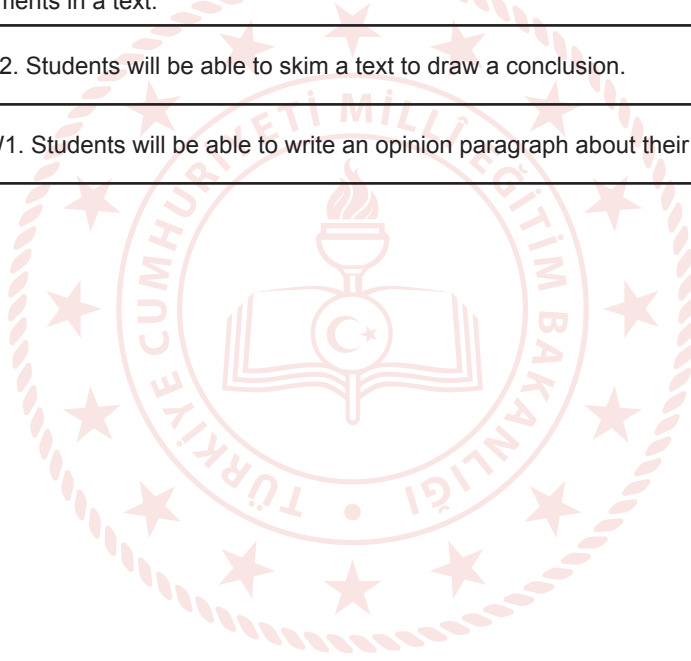 ments in a text.
2. Students will be able to skim a text to draw a conclusion.
1. Students will be able to write an opinion paragraph about their
TÜRKİYE CUMHURİYETİ MİLLÎ EĞİTİM BAKANLIĞI